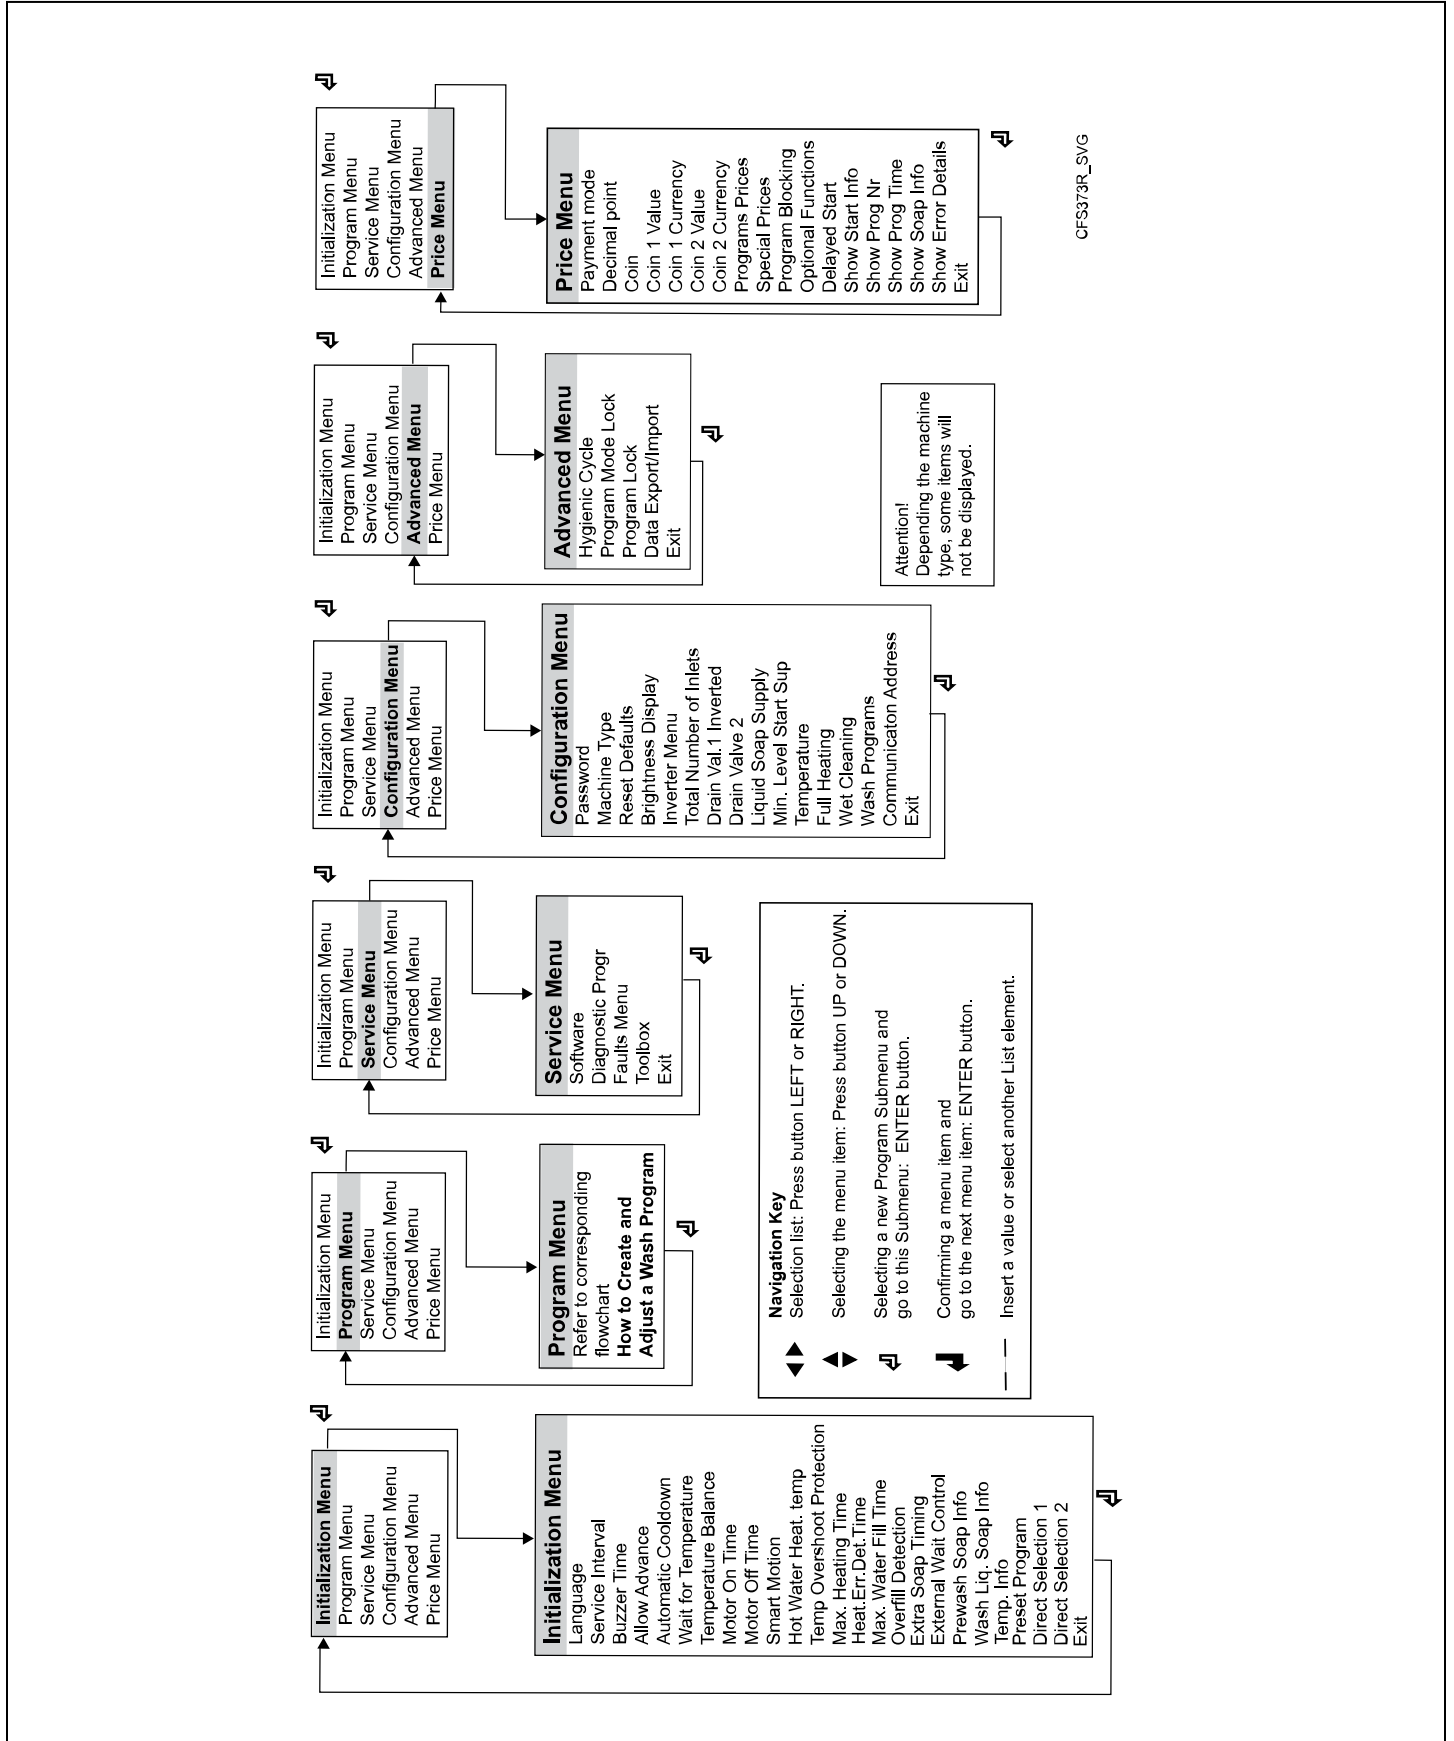 Initialization Menu
Program Menu
Service Menu
Configuration Menu
Advanced Menu
Price Menu
Initialization Menu
Language
Service Interval
Buzzer Time
Allow Advance
Automatic Cooldown
Wait for Temperature
Temperature Balance
Motor On Time
Motor Off Time
Smart Motion
Hot Water Heat. temp
Temp Overshoot Protection
Max. Heating Time
Heat.Err.Det.Time
Max. Water Fill Time
Overfill Detection
Extra Soap Timing
External Wait Control
Prewash Soap Info
Wash Liq. Soap Info
Temp. Info
Preset Program
Direct Selection 1
Direct Selection 2
Exit
Initialization Menu
Program Menu
Service Menu
Configuration Menu
Advanced Menu
Price Menu
Program Menu
Refer to corresponding
flowchart
How to Create and
Adjust a Wash Program
Initialization Menu
Program Menu
Service Menu
Configuration Menu
Advanced Menu
Price Menu
Service Menu
Software
Diagnostic Progr
Faults Menu
Toolbox
Exit
Initialization Menu
Program Menu
Service Menu
Configuration Menu
Advanced Menu
Price Menu
Configuration Menu
Password
Machine Type
Reset Defaults
Brightness Display
Inverter Menu
Total Number of Inlets
Drain Val.1 Inverted
Drain Valve 2
Liquid Soap Supply
Min. Level Start Sup
Temperature
Full Heating
Wet Cleaning
Wash Programs
Communicaton Address
Exit
Initialization Menu
Program Menu
Service Menu
Configuration Menu
Advanced Menu
Price Menu
Advanced Menu
Hygienic Cycle
Program Mode Lock
Program Lock
Data Export/Import
Exit
Initialization Menu
Program Menu
Service Menu
Configuration Menu
Advanced Menu
Price Menu
Price Menu
Payment mode
Decimal point
Coin
Coin 1 Value
Coin 1 Currency
Coin 2 Value
Coin 2 Currency
Programs Prices
Special Prices
Program Blocking
Optional Functions
Delayed Start
Show Start Info
Show Prog Nr
Show Prog Time
Show Soap Info
Show Error Details
Exit
Navigation Key
Selection list: Press button LEFT or RIGHT.
Selecting the menu item: Press button UP or DOWN.
Selecting a new Program Submenu and
go to this Submenu: ENTER button.
Confirming a menu item and
go to the next menu item: ENTER button.
Insert a value or select another List element.
Attention!
Depending the machine
type, some items will
not be displayed.
CFS373R_SVG